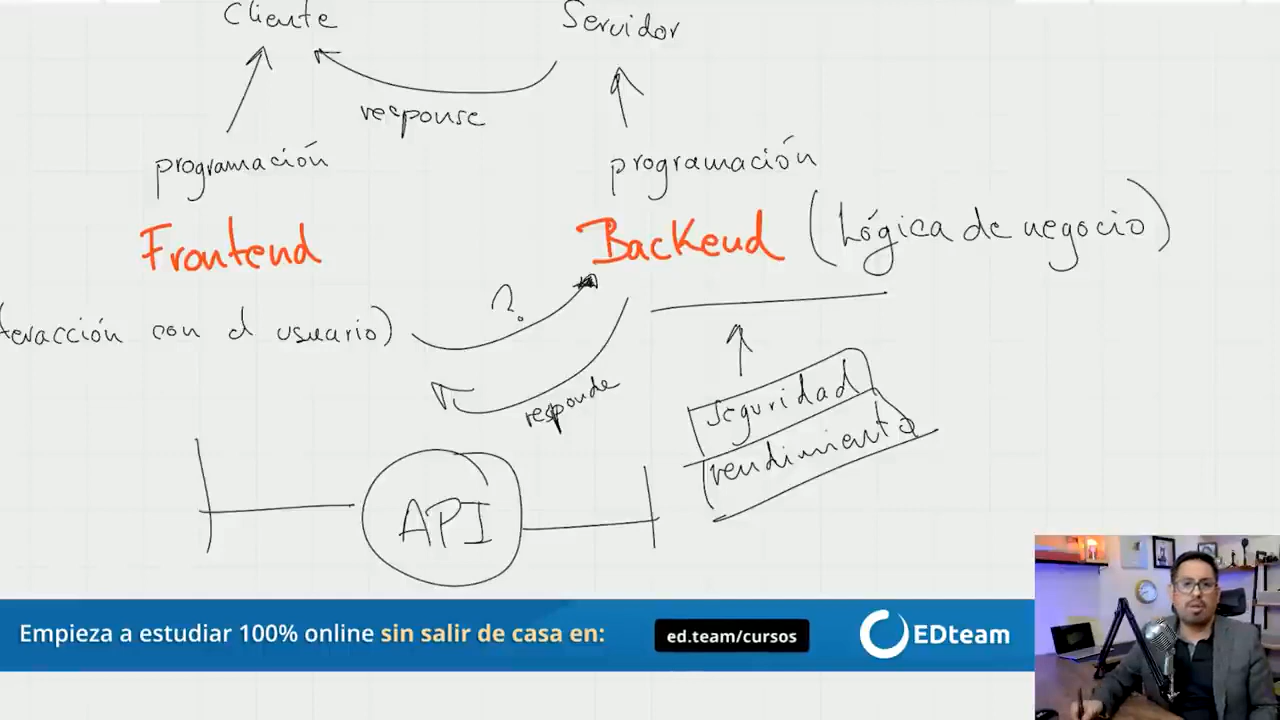 Cliente
Servidor
response
programación
programación
Frontend
Backend (Lógica de negocio)
teracción con el usuario)
?
responde
seguridad
rendimiento
API
Empieza a estudiar 100% online sin salir de casa en:
ed.team/cursos
EDteam